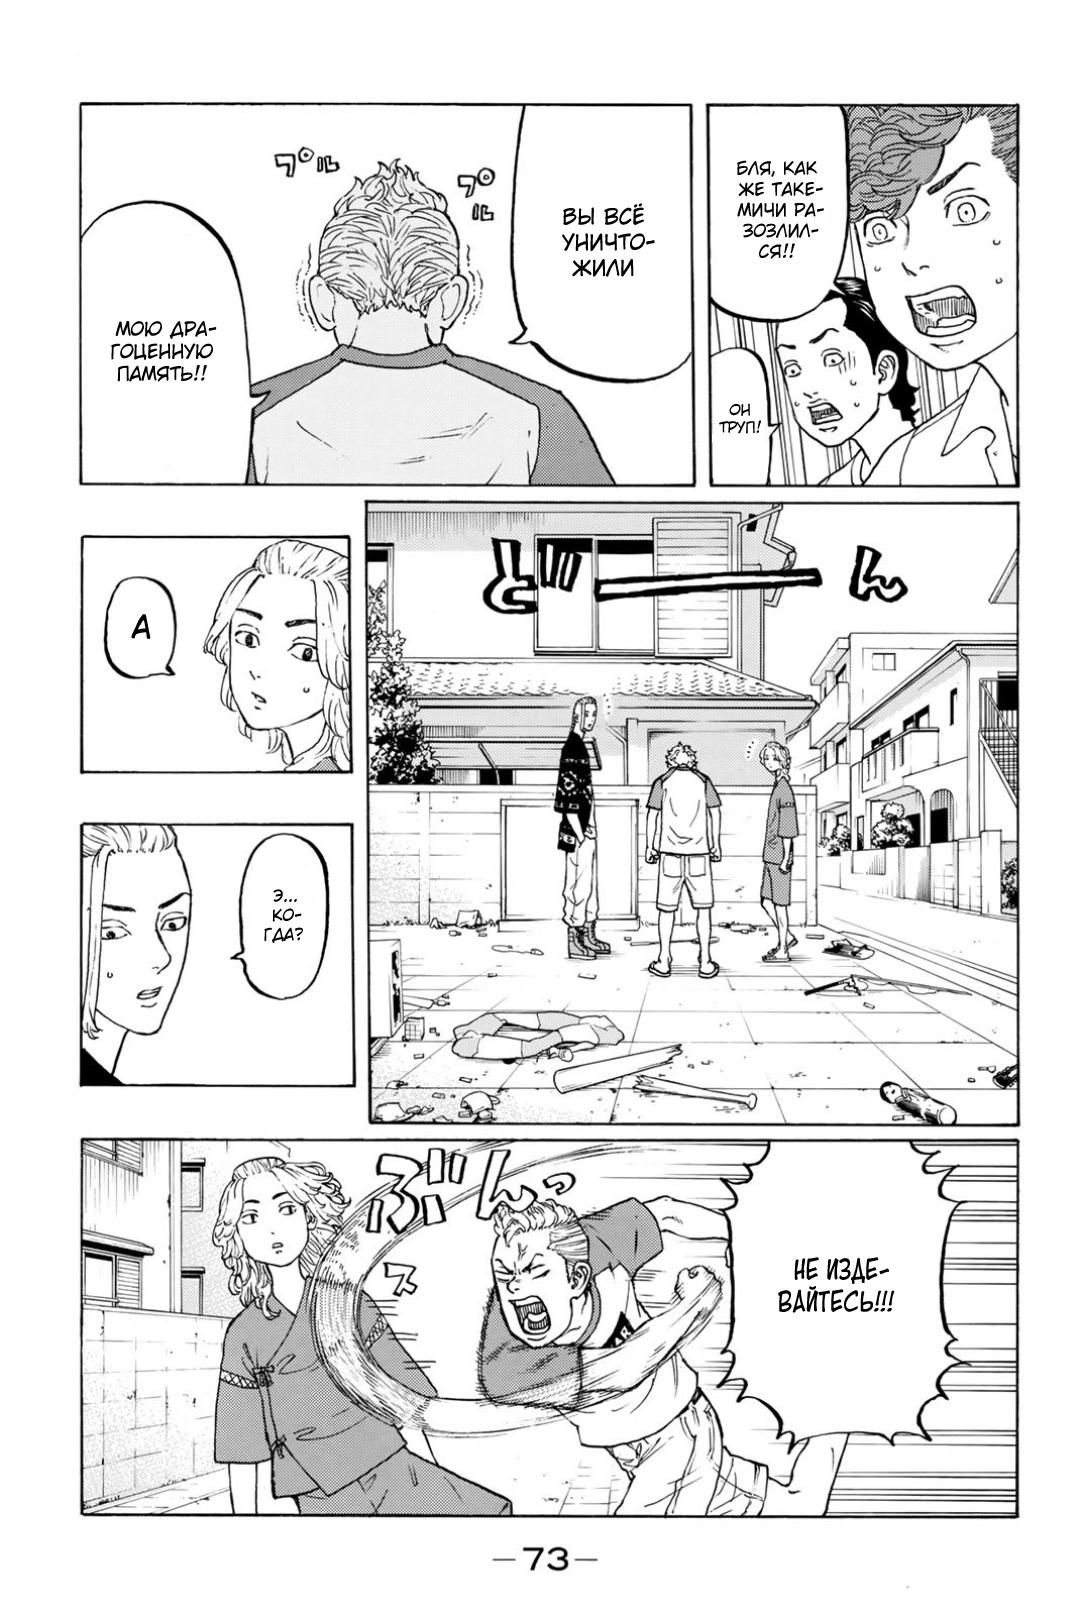 БЛЯ, КАК
ЖЕ ТАКЕ-
МИЧИ РА-
ЗОЗЛИЛ-
СЯ!!
ОН
ТРУП!
ВЫ ВСЁ
УНИЧТО-
ЖИЛИ
プル
プル
МОЮ ДРА-
ГОЦЕННУЮ
ПАМЯТЬ!!
どーーん
А
Э...
КО-
ГДА?
НЕ ИЗДЕ-
ВАЙТЕСЬ!!!
ぶんっ
ス
-73-